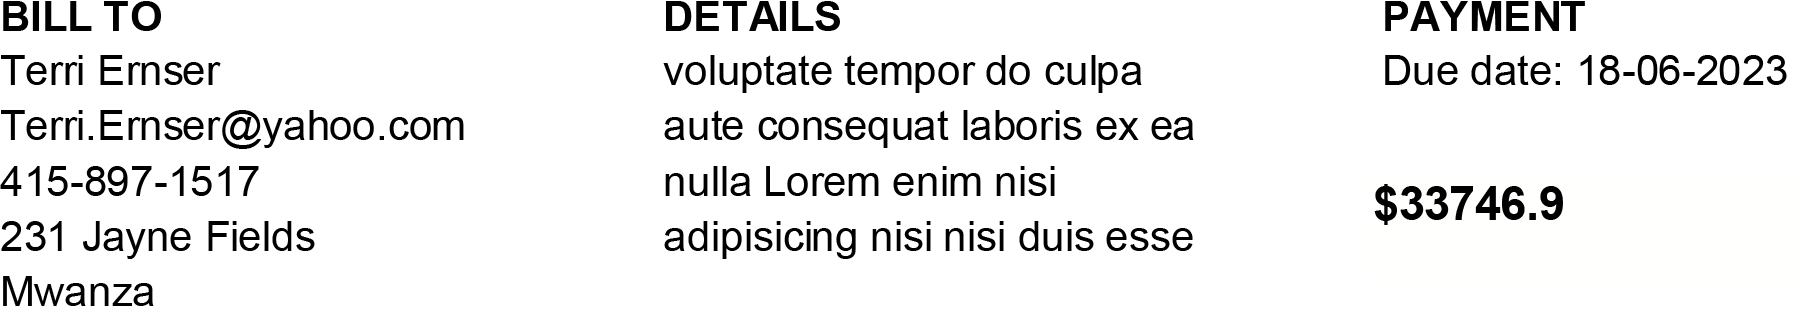 BILL TO
Terri Ernser
Terri.Ernser@yahoo.com
415-897-1517
231 Jayne Fields
Mwanza
DETAILS
voluptate tempor do culpa
aute consequat laboris ex ea
nulla Lorem enim nisi
adipisicing nisi nisi duis esse
PAYMENT
Due date: 18-06-2023
$33746.9